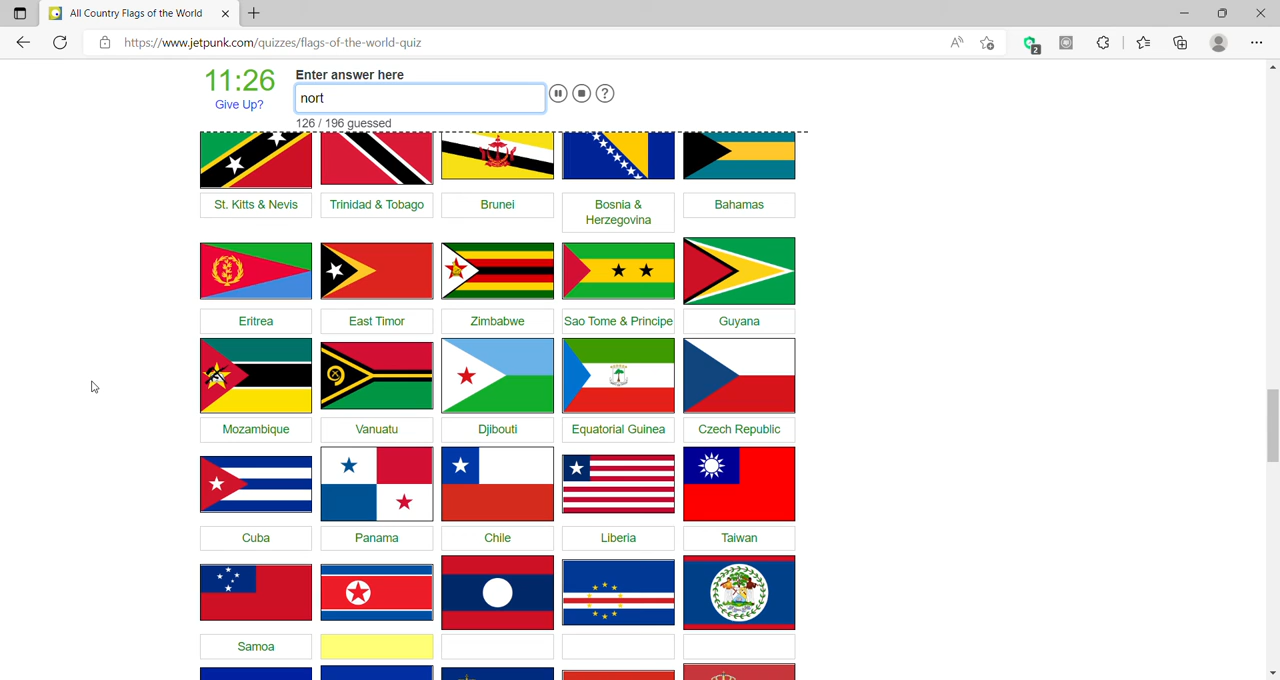 All Country Flags of the World
https://www.jetpunk.com/quizzes/flags-of-the-world-quiz
2
11:26
Give Up?
Enter answer here
nort
126 / 196 guessed
St. Kitts & Nevis
Trinidad & Tobago
Brunei
Bosnia &
Herzegovina
Bahamas
Eritrea
East Timor
Zimbabwe
Sao Tome & Principe
Guyana
Mozambique
Vanuatu
Djibouti
Equatorial Guinea
Czech Republic
Cuba
Panama
Chile
Liberia
Taiwan
Samoa